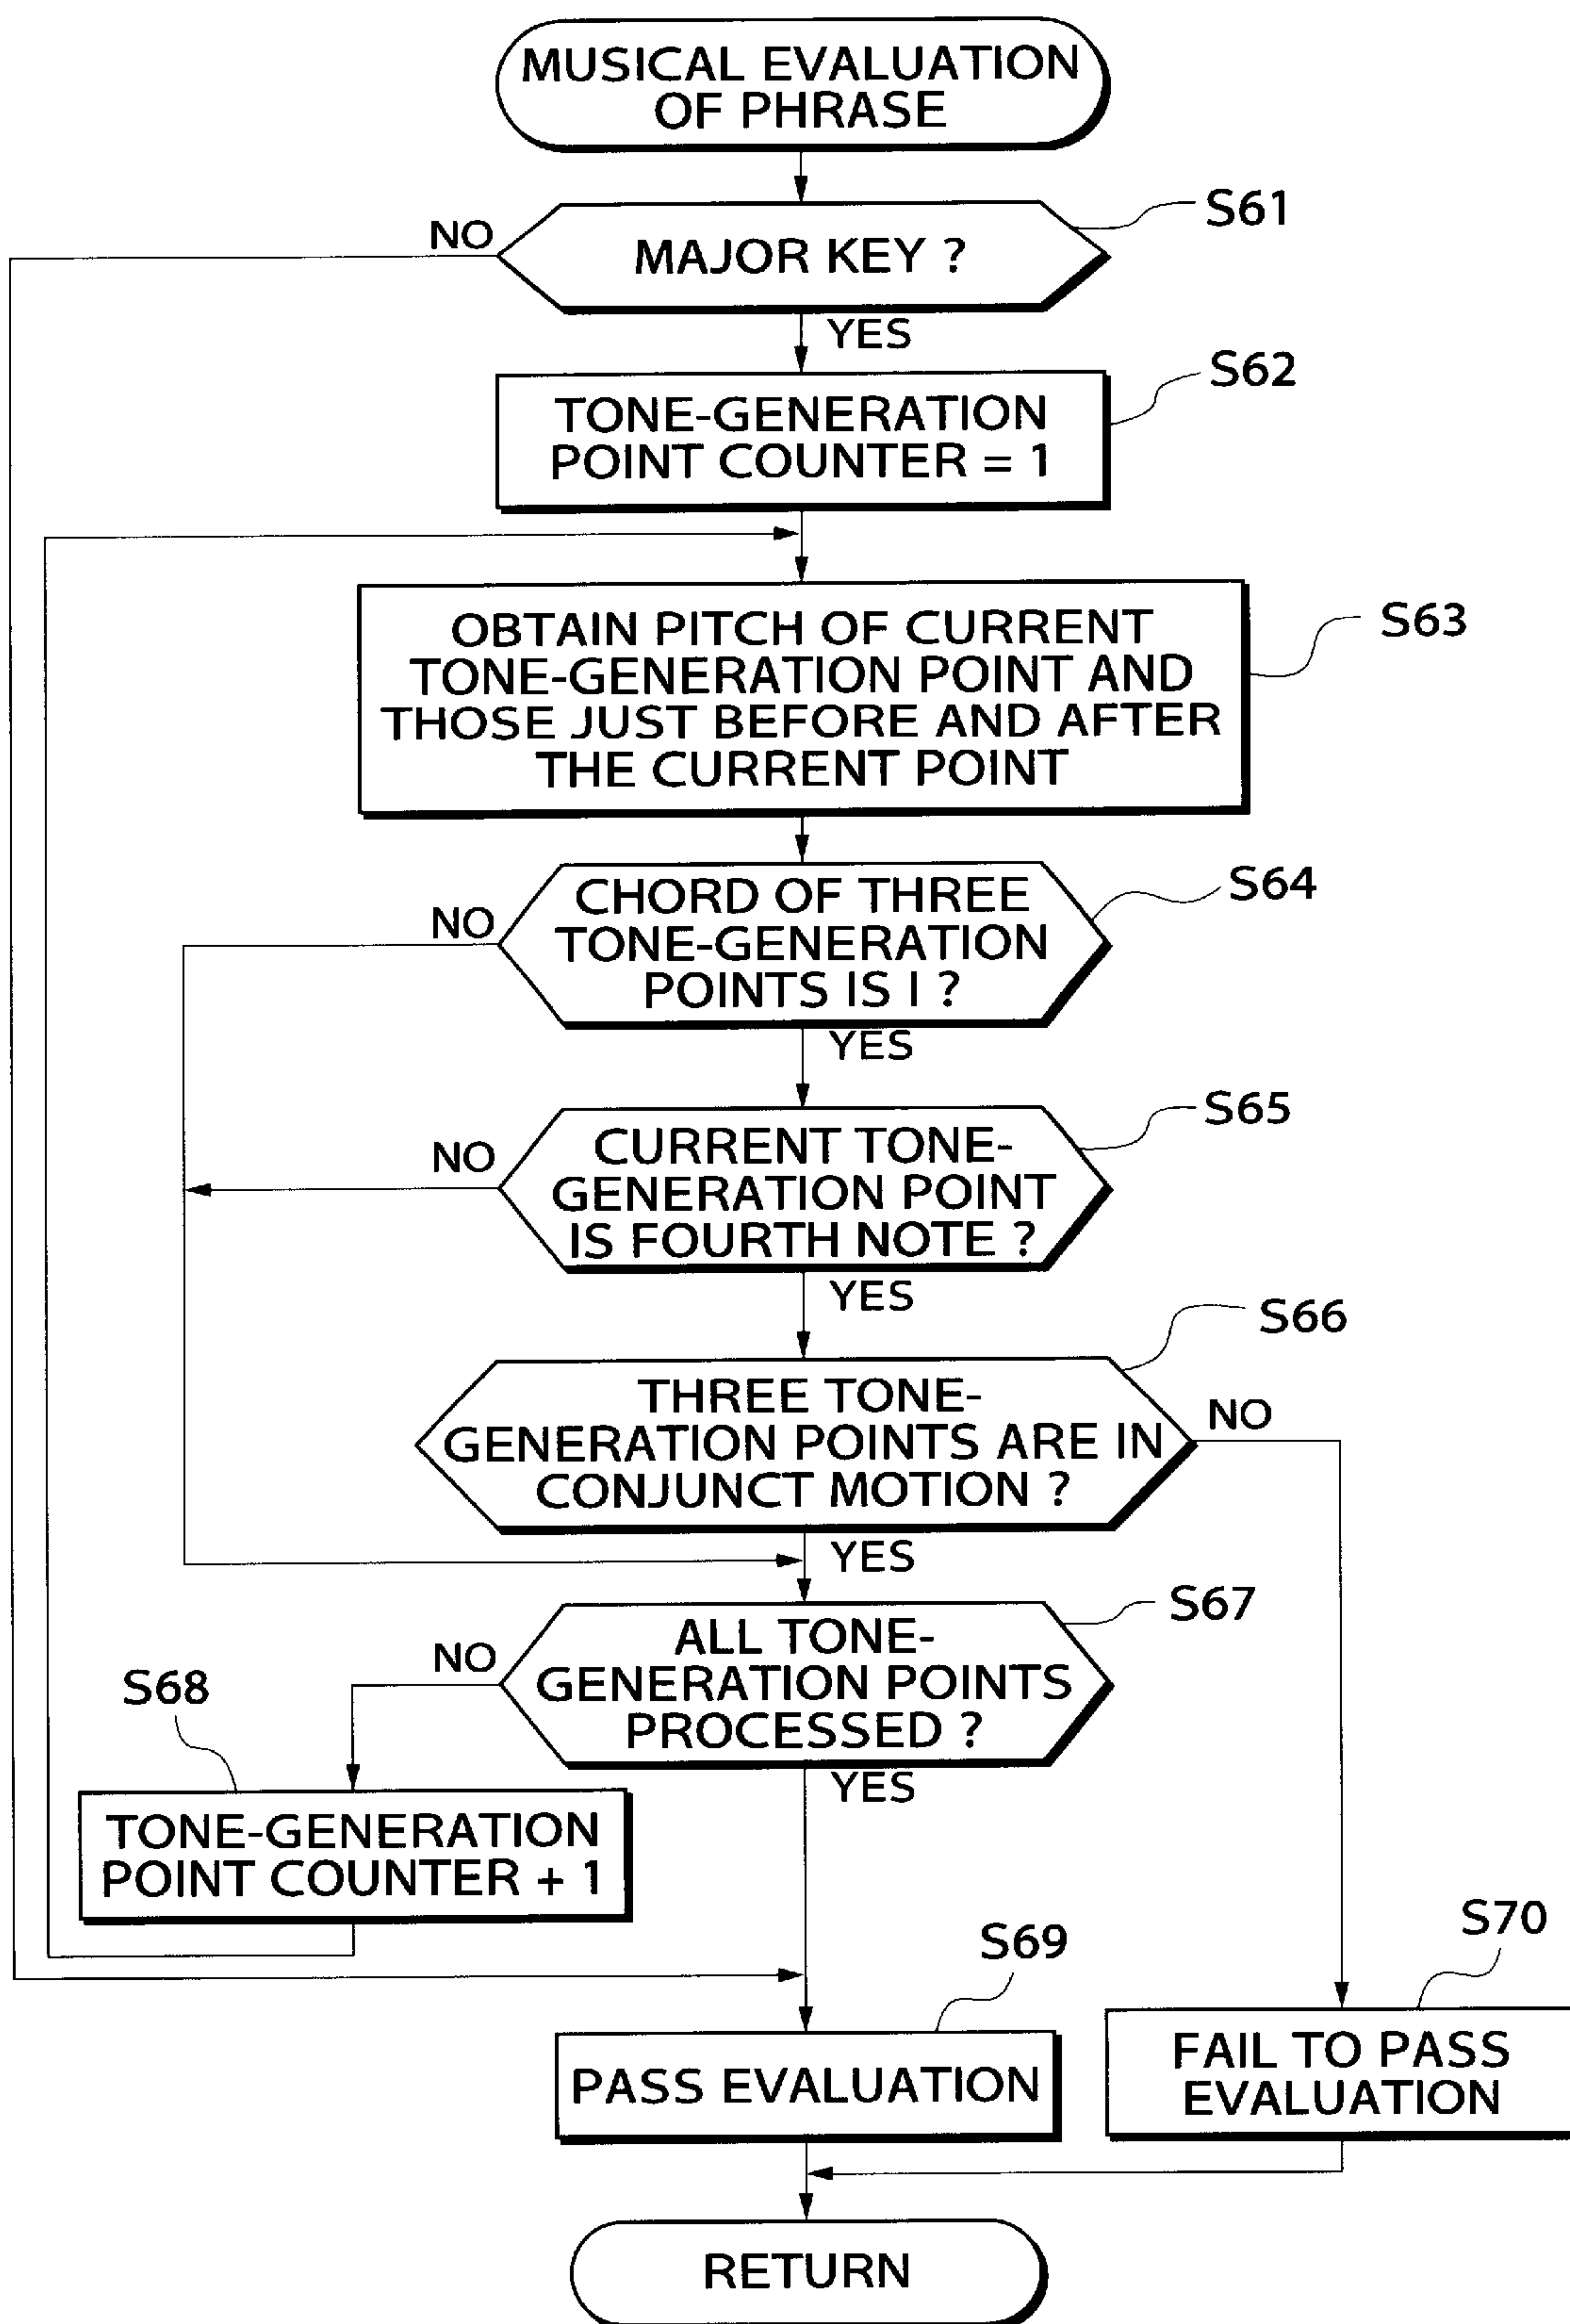 MUSICAL EVALUATION
OF PHRASE
S61
NO
MAJOR KEY ?
YES
S62
TONE-GENERATION
POINT COUNTER = 1
S63
OBTAIN PITCH OF CURRENT
TONE-GENERATION POINT AND
THOSE JUST BEFORE AND AFTER
THE CURRENT POINT
S64
NO
CHORD OF THREE
TONE-GENERATION
POINTS IS I ?
YES
S65
NO
CURRENT TONE-
GENERATION POINT
IS FOURTH NOTE ?
YES
S66
THREE TONE-
GENERATION POINTS ARE IN
CONJUNCT MOTION ?
NO
YES
S67
NO
ALL TONE-
GENERATION POINTS
PROCESSED ?
YES
S68
TONE-GENERATION
POINT COUNTER + 1
S69
PASS EVALUATION
S70
FAIL TO PASS
EVALUATION
RETURN